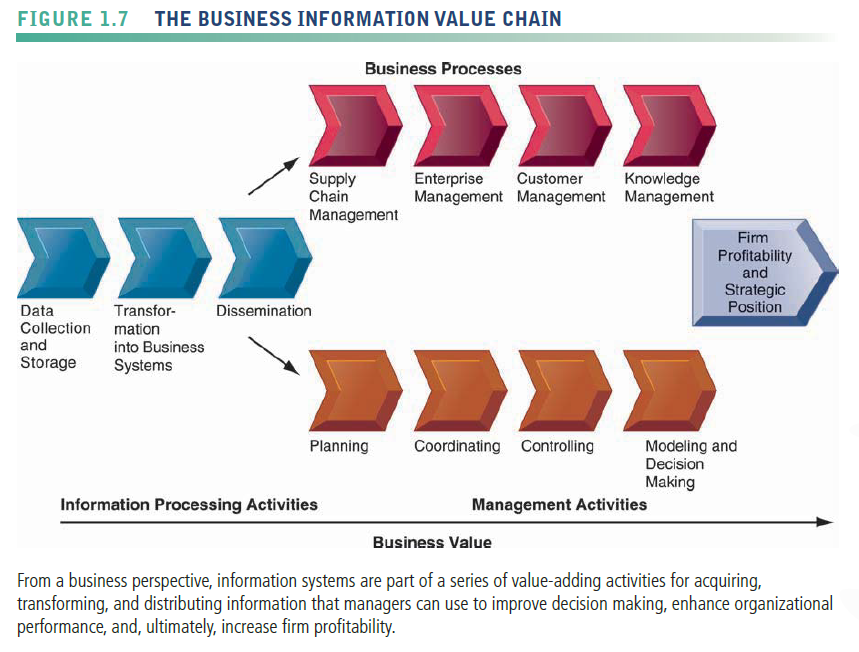 FIGURE 1.7 THE BUSINESS INFORMATION VALUE CHAIN
Business Processes
Supply
Chain
Management
Enterprise
Management
Customer
Management
Knowledge
Management
Data
Collection
and
Storage
Transfor-
mation
into Business
Systems
Dissemination
Firm
Profitability
and
Strategic
Position
Planning
Coordinating
Controlling
Modeling and
Decision
Making
Information Processing Activities
Management Activities
Business Value
From a business perspective, information systems are part of a series of value-adding activities for acquiring,
transforming, and distributing information that managers can use to improve decision making, enhance organizational
performance, and, ultimately, increase firm profitability.